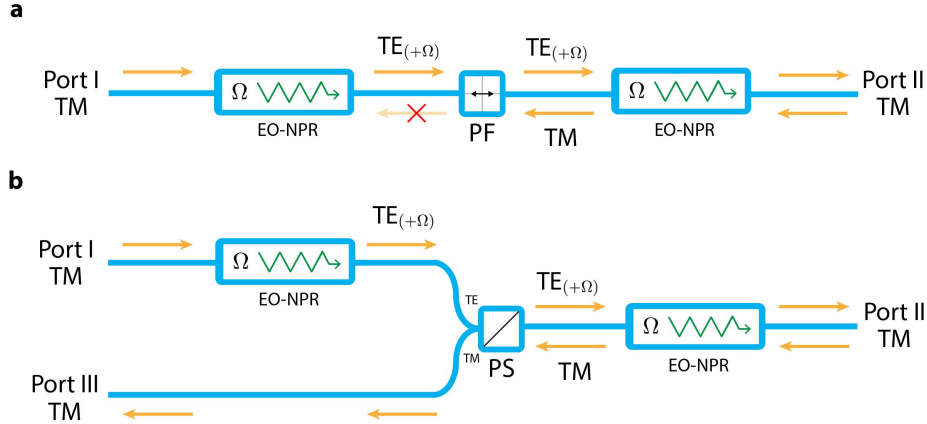 a
TE(+Ω)
TE(+Ω)
Port I
TM
Ω
EO-NPR
PF
TM
Ω
EO-NPR
Port II
TM
b
TE(+Ω)
Port I
TM
Ω
EO-NPR
TE
TM
PS
TE(+Ω)
TM
Ω
EO-NPR
Port II
TM
Port III
TM